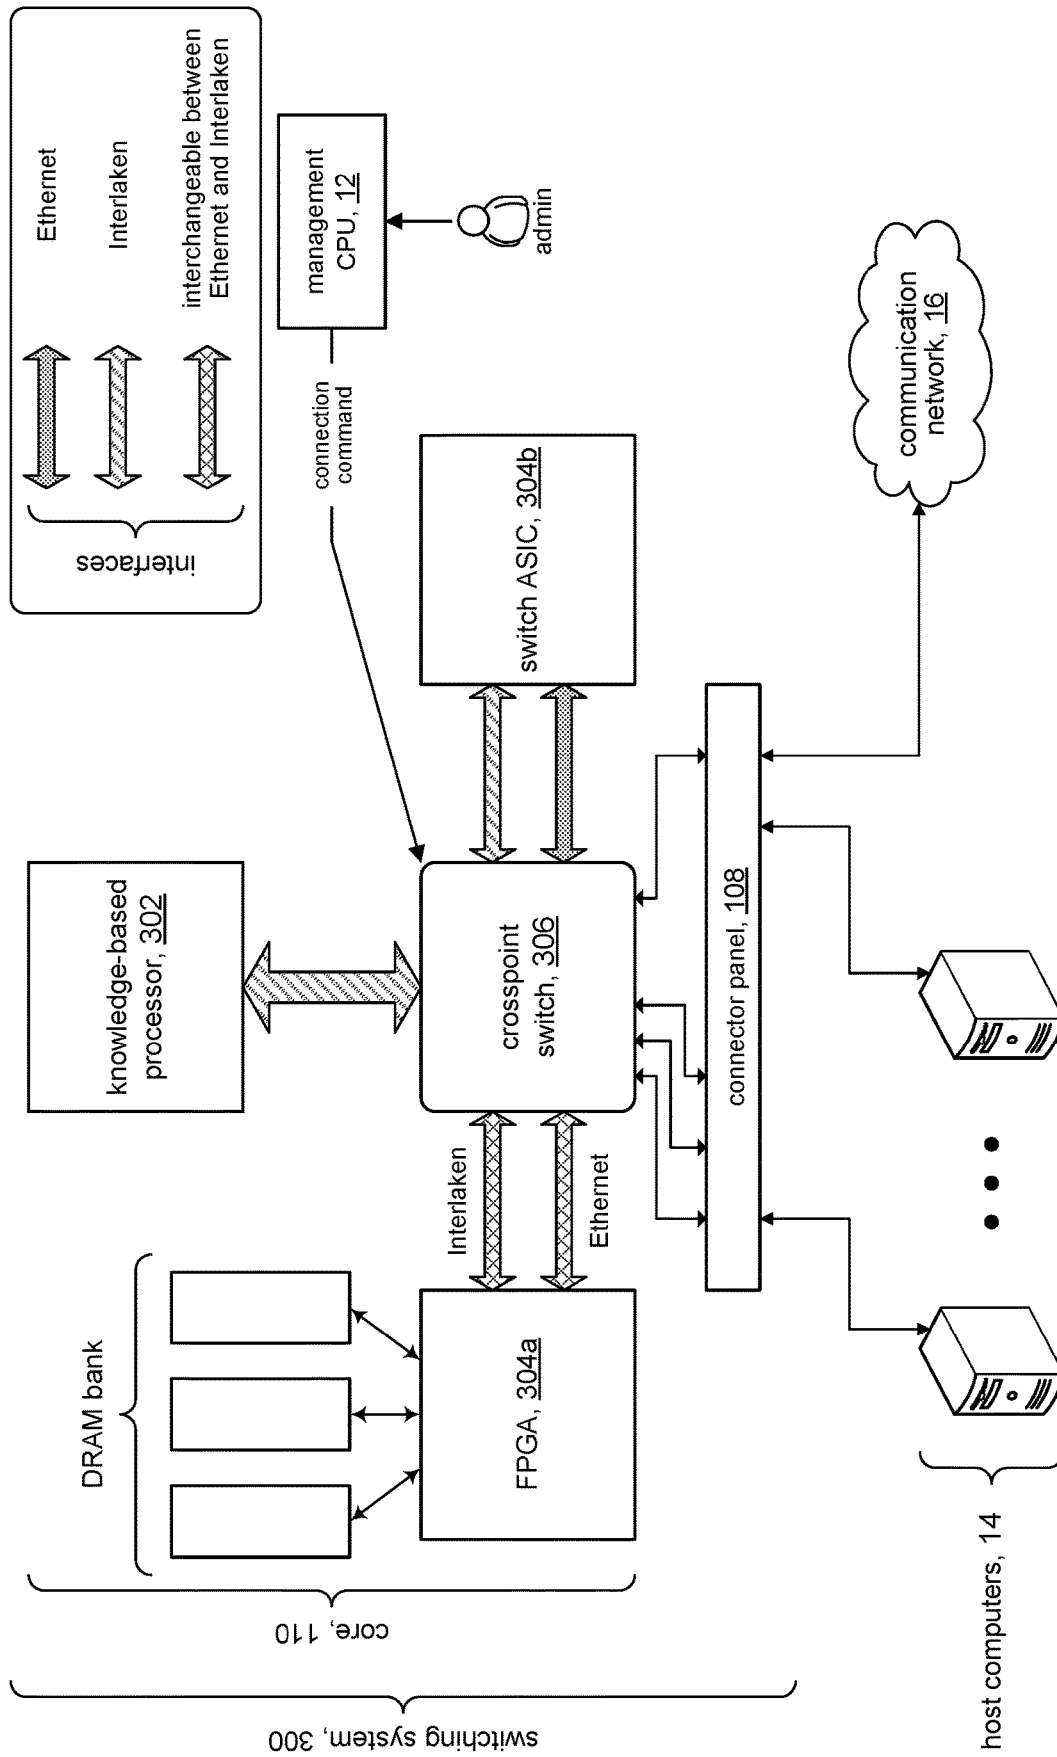 switching system, 300
core, 110
DRAM bank
FPGA, 304a
Interlaken
Ethernet
knowledge-based
processor, 302
crosspoint
switch, 306
switch ASIC, 304b
connection
command
management
CPU, 12
admin
interfaces
Ethernet
Interlaken
interchangeable between
Ethernet and Interlaken
connector panel, 108
communication
network, 16
host computers, 14